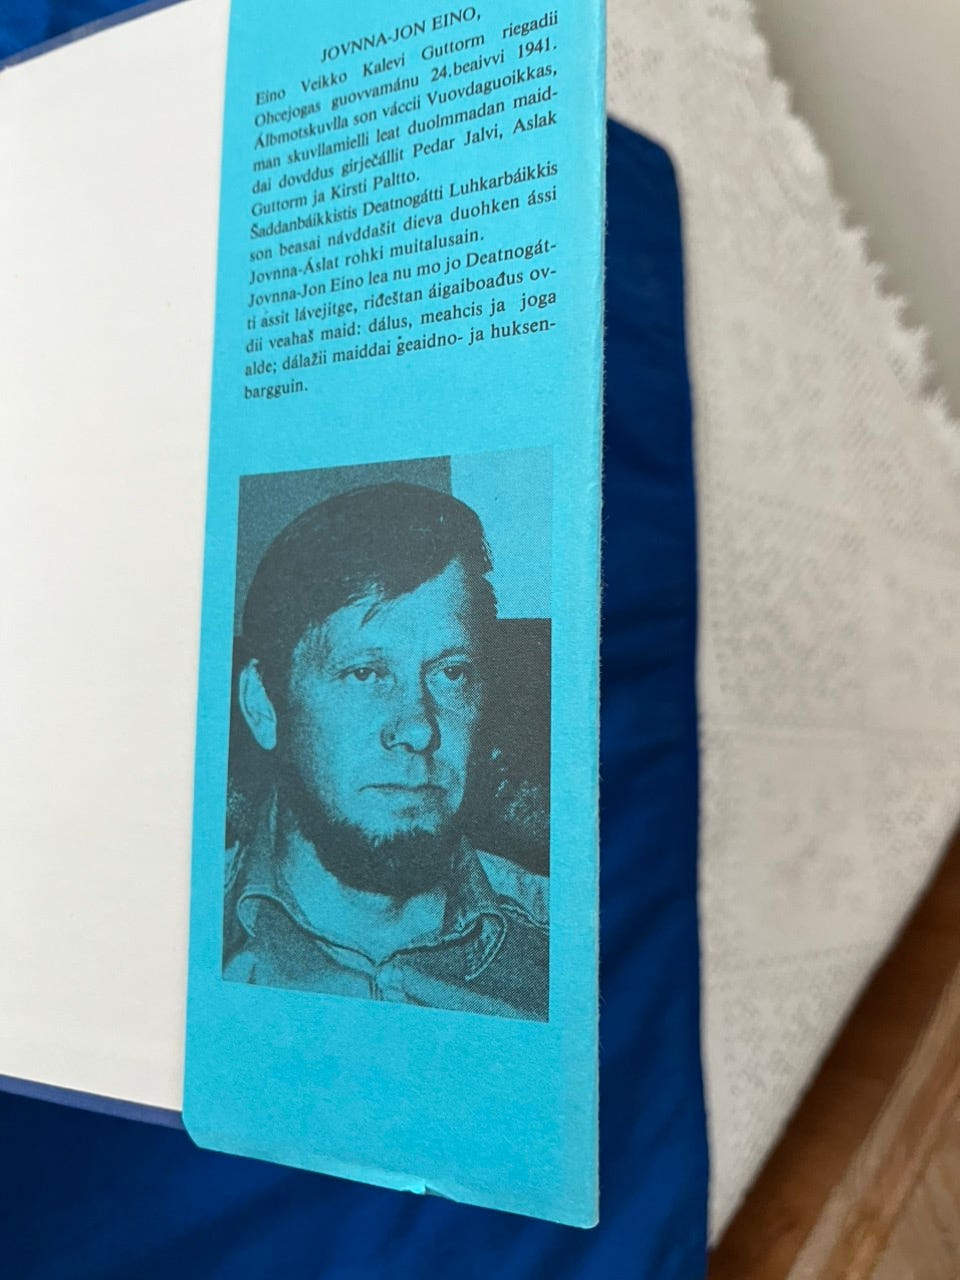 JOVNNA-JON EINO,
Eino Veikko Kalevi Guttorm riegadii
Ohcejogas guovvamánu 24.beaivvi 1941.
Álbmotskuvlla son váccii Vuovdaguoikkas,
man skuvllamielli leat duolmmadan maid-
dai dovddus girječállit Pedar Jalvi, Aslak
Guttorm ja Kirsti Paltto.
Šaddanbáikkistis Deatnogátti Luhkarbáikkis
son beasai návddašit dieva duohken ássi
Jovnna-Áslat rohki muitalusain.
Jovnna-Jon Eino lea nu mo jo Deatnogát-
ti ássit lávejitge, riđeštan áigaiboađus ov-
dii veahaš maid: dálus, meahcis ja joga
alde; dálažii maiddai geaidno- ja huksen-
bargguin.